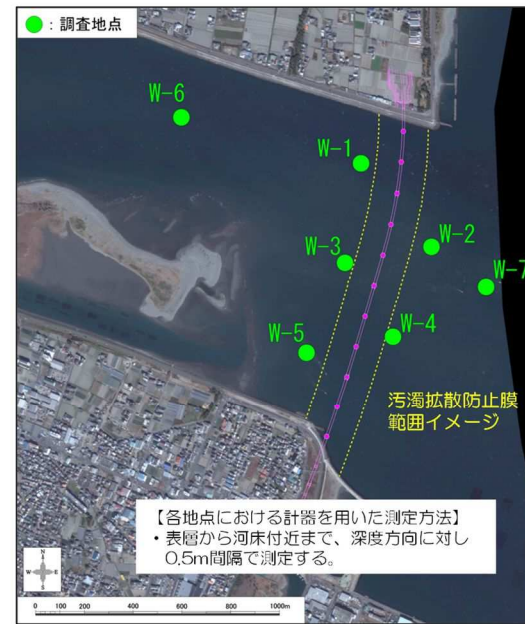 ：調査地点
W-6
W-1
W-3
W-2
W-7
W-4
W-5
汚濁拡散防止膜
範囲イメージ
【各地点における計器を用いた測定方法】
・表層から河床付近まで、深度方向に対し
0.5m間隔で測定する。
N
W E
S
0 100 200 400 600 800 1000m